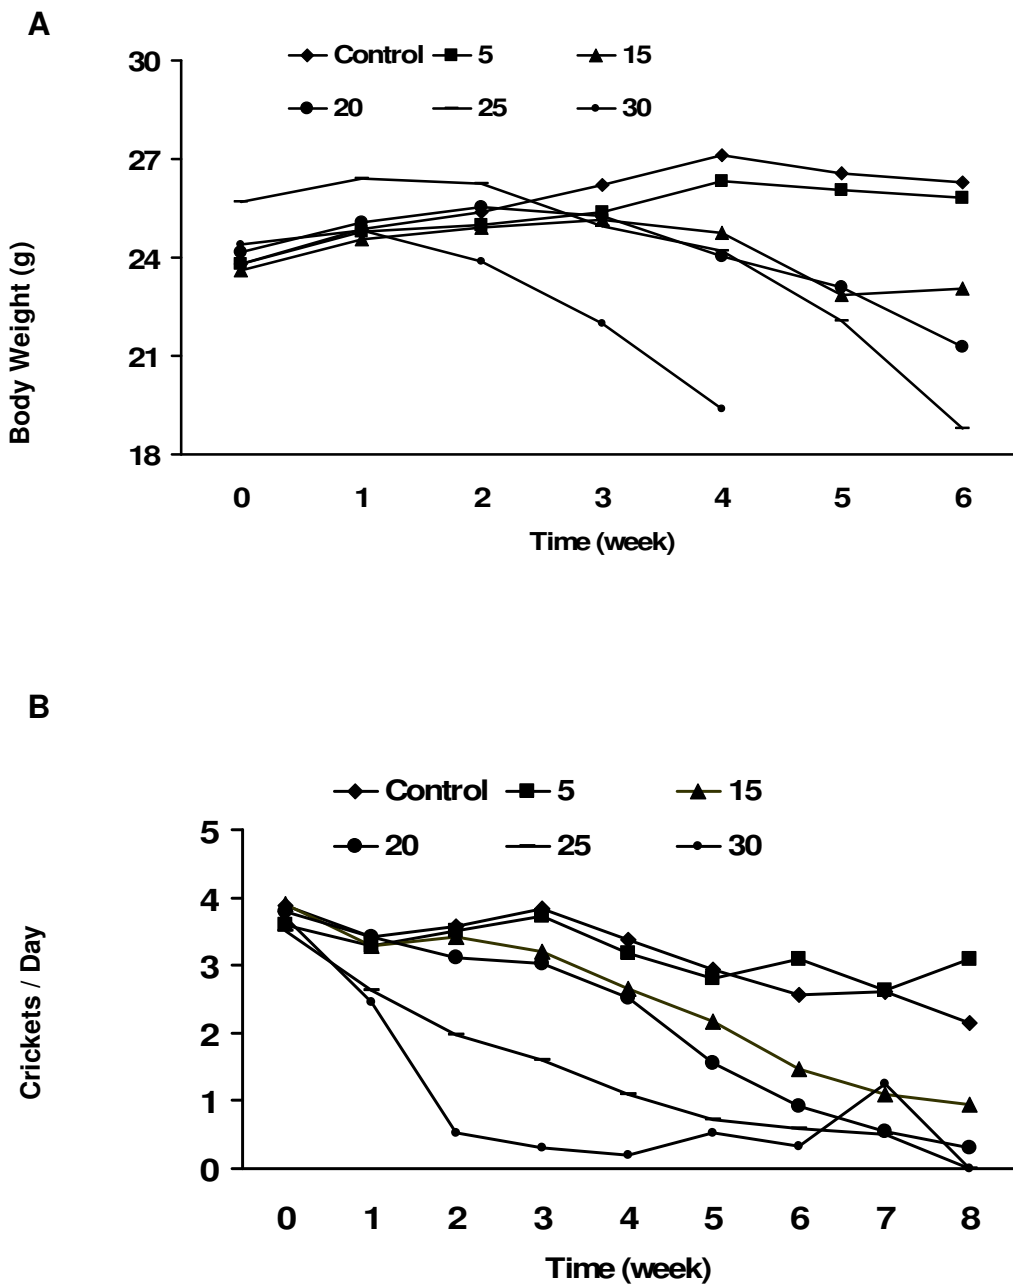 A
Control 5 15
20 25 30
30
27
24
21
18
Body Weight (g)
0 1 2 3 4 5 6
Time (week)
B
Control 5 15
20 25 30
5
4
3
2
1
0
Crickets / Day
0 1 2 3 4 5 6 7 8
Time (week)